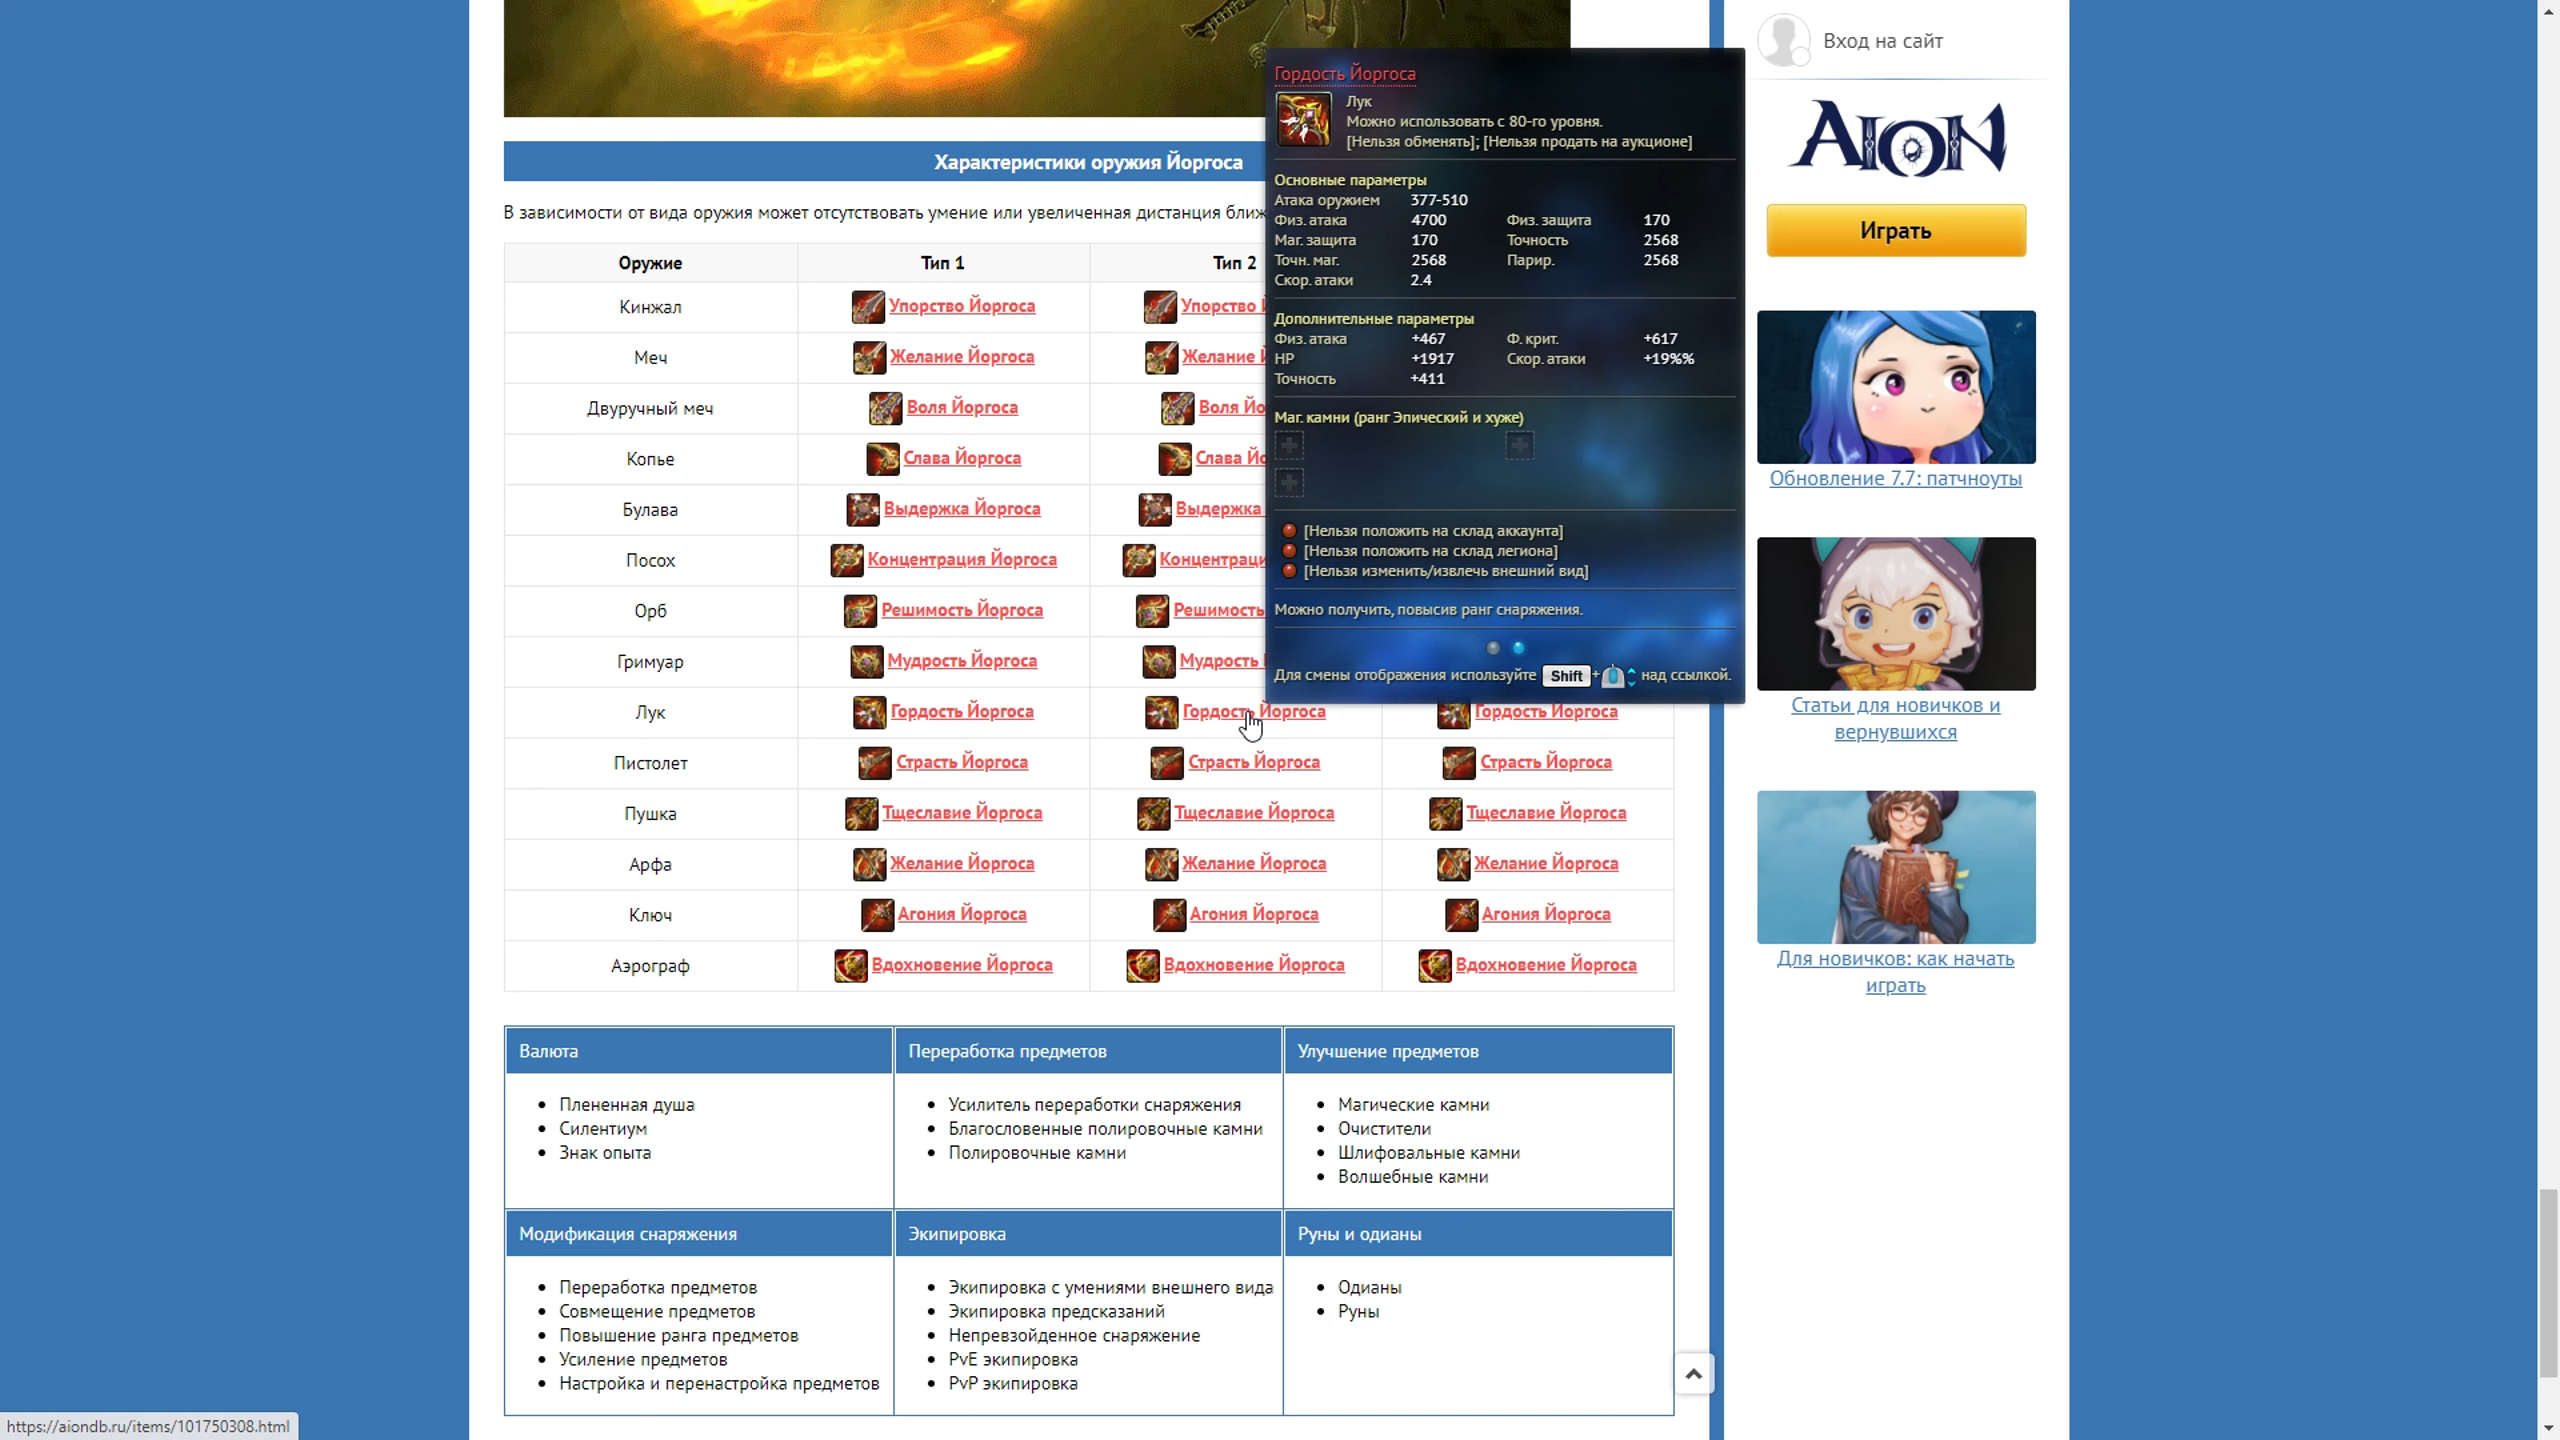 Вход на сайт
AION
Играть
Обновление 7.7: патчноуты
Статьи для новичков и
вернувшихся
Для новичков: как начать
играть
Гордость Йоргоса
Лук
Можно использовать с 80-го уровня.
[Нельзя обменять]; [Нельзя продать на аукционе]
Основные параметры
Атака оружием 377-510
Физ. атака 4700 Физ. защита 170
Маг. защита 170 Точность 2568
Точн. маг. 2568 Парир. 2568
Скор. атаки 2.4
Дополнительные параметры
Физ. атака +467 Ф. крит. +617
HP +1917 Скор. атаки +19%%
Точность +411
Маг. камни (ранг Эпический и хуже)
[Нельзя положить на склад аккаунта]
[Нельзя положить на склад легиона]
[Нельзя изменить/извлечь внешний вид]
Можно получить, повысив ранг снаряжения.
Для смены отображения используйте Shift + над ссылкой.
Характеристики оружия Йоргоса
В зависимости от вида оружия может отсутствовать умение или увеличенная дистанция
Оружие Тип 1 Тип 2
Кинжал Упорство Йоргоса Упорство
Меч Желание Йоргоса Желание
Двуручный меч Воля Йоргоса Воля
Копье Слава Йоргоса Слава
Булава Выдержка Йоргоса Выдержка
Посох Концентрация Йоргоса
Орб Решимость Йоргоса Решимость
Гримуар Мудрость Йоргоса Мудрость
Лук Гордость Йоргоса Гордость Йоргоса Гордость Йоргоса
Пистолет Страсть Йоргоса Страсть Йоргоса Страсть Йоргоса
Пушка Тщеславие Йоргоса Тщеславие Йоргоса Тщеславие Йоргоса
Арфа Желание Йоргоса Желание Йоргоса Желание Йоргоса
Ключ Агония Йоргоса Агония Йоргоса Агония Йоргоса
Аэрограф Вдохновение Йоргоса Вдохновение Йоргоса Вдохновение Йоргоса
Валюта
Плененная душа
Силентиум
Знак опыта
Переработка предметов
Усилитель переработки снаряжения
Благословенные полировочные камни
Полировочные камни
Улучшение предметов
Магические камни
Очистители
Шлифовальные камни
Волшебные камни
Модификация снаряжения
Переработка предметов
Совмещение предметов
Повышение ранга предметов
Усиление предметов
Настройка и перенастройка предметов
Экипировка
Экипировка с умениями внешнего вида
Экипировка предсказаний
Непревзойденное снаряжение
PvE экипировка
PvP экипировка
Руны и одианы
Одианы
Руны
https://aiondb.ru/items/101750308.html